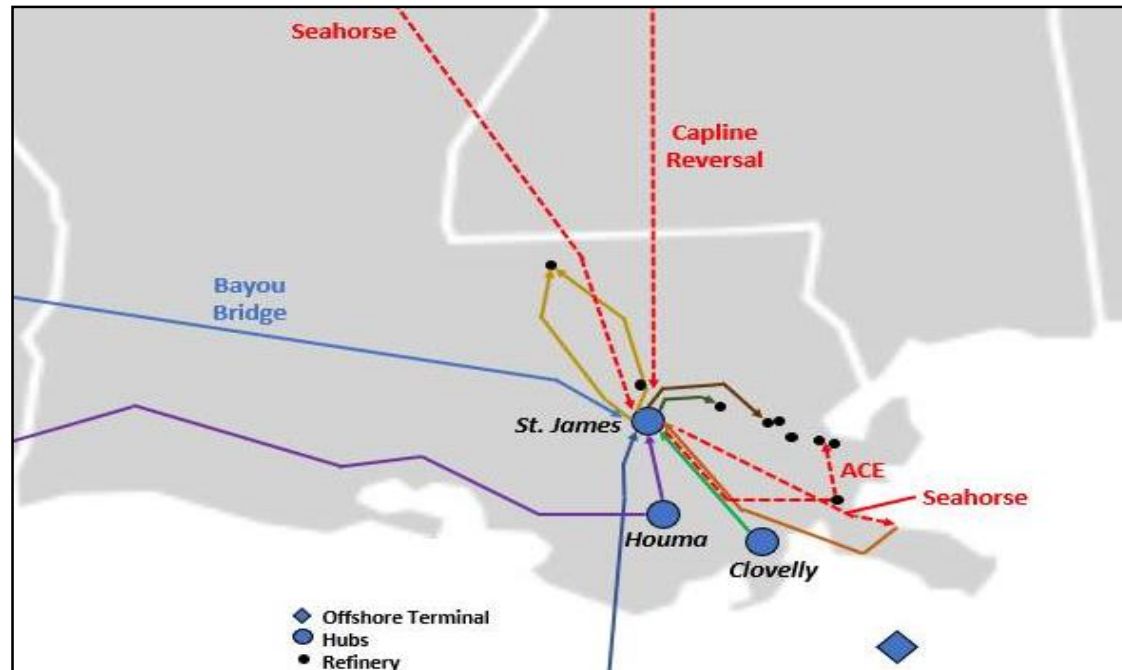 Seahorse
Capline
Reversal
Bayou
Bridge
St. James
ACE
Seahorse
Houma
Clovelly
Offshore Terminal
Hubs
Refinery